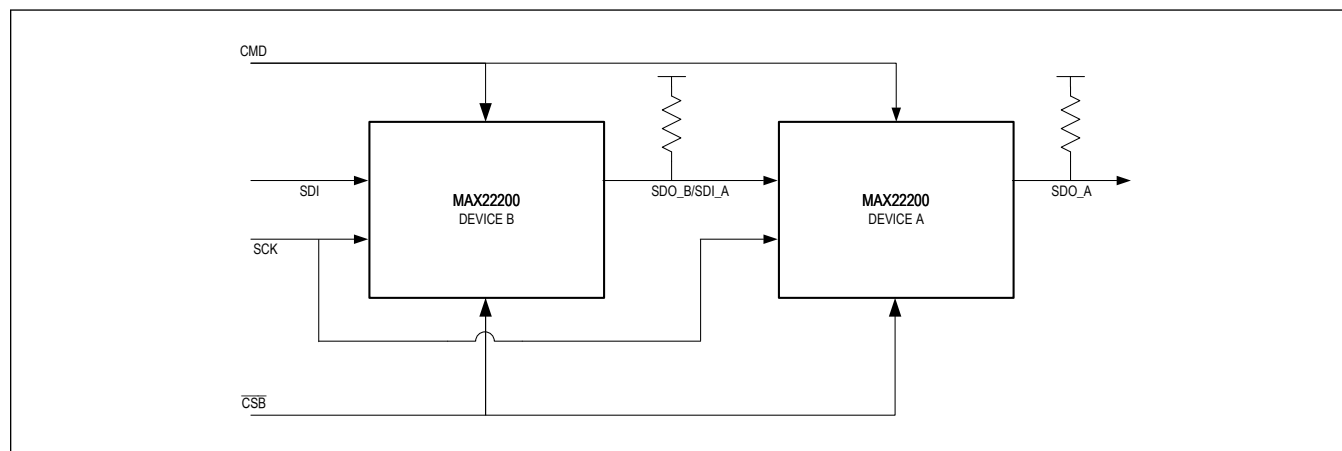 CMD
SDI
MAX22200
DEVICE B
SCK
SDO_B/SDI_A
MAX22200
DEVICE A
SDO_A
CSB